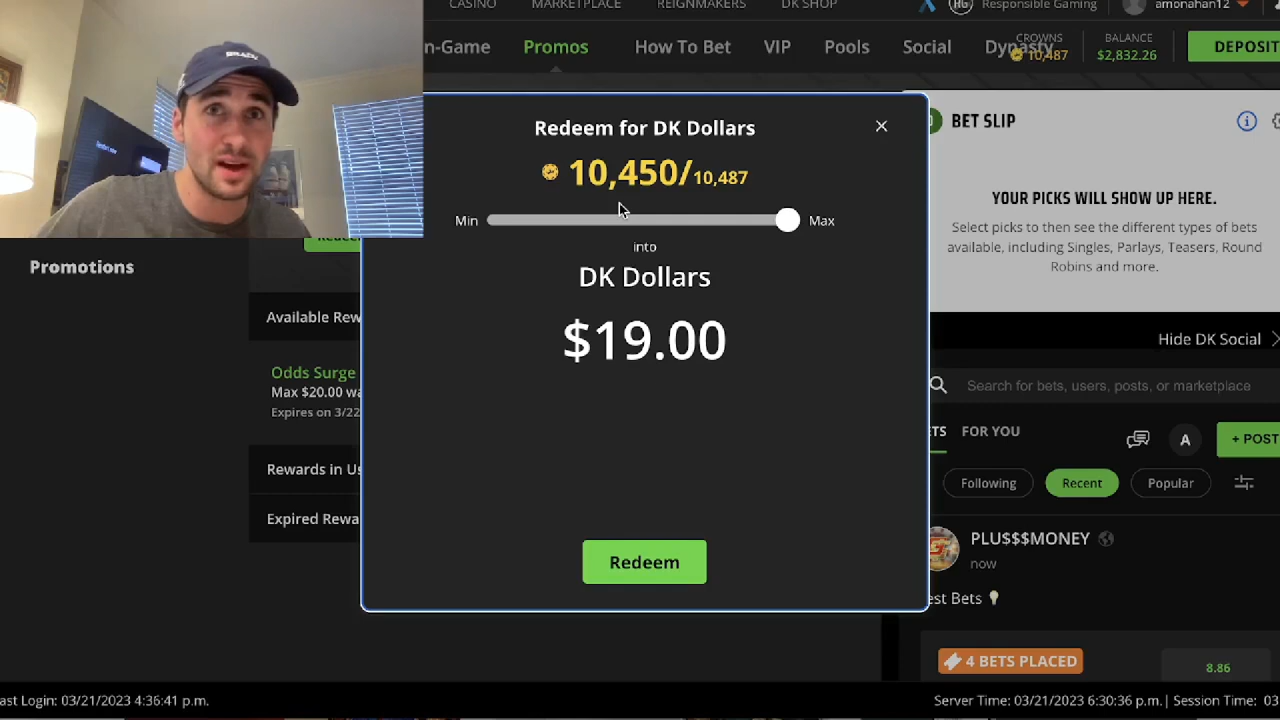 CASINO MARKETPLACE REIGNMAKERS DK SHOP HG Responsible Gaming amonahan12
n-Game Promos How To Bet VIP Pools Social Dynasty CROWNS 10,487 BALANCE $2,832.26 DEPOSIT
Redeem for DK Dollars
10,450/10,487
Min Max
into
DK Dollars
$19.00
Redeem
BET SLIP
YOUR PICKS WILL SHOW UP HERE.
Select picks to then see the different types of bets
available, including Singles, Parlays, Teasers, Round
Robins and more.
Promotions
Available Rew
Odds Surge
Max $20.00 wa
Expires on 3/22
Rewards in Us
Expired Rewa
Hide DK Social
Search for bets, users, posts, or marketplace
ETS FOR YOU
A
+ POST
Following Recent Popular
PLU$$$MONEY
now
est Bets
4 BETS PLACED
8.86
ast Login: 03/21/2023 4:36:41 p.m.
Server Time: 03/21/2023 6:30:36 p.m.| Session Time: 03